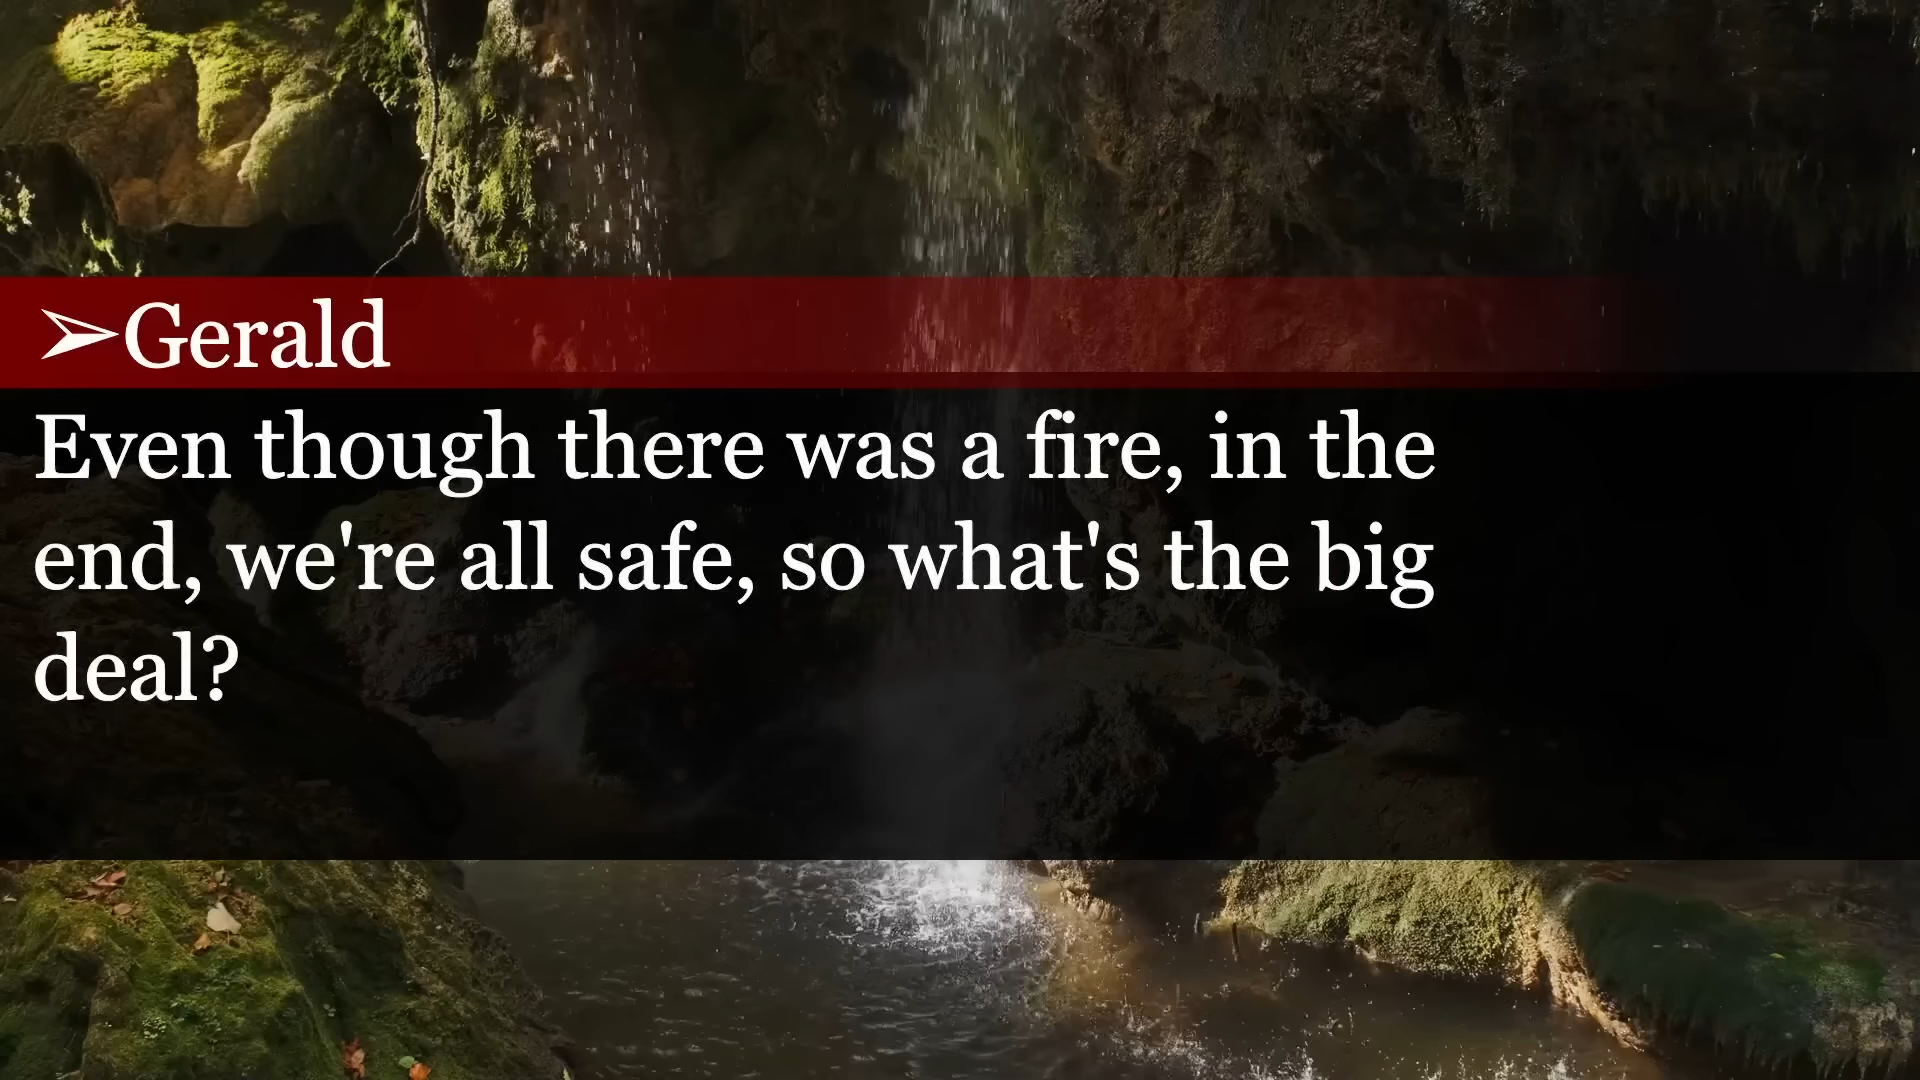 ➢Gerald
Even though there was a fire, in the
end, we're all safe, so what's the big
deal?